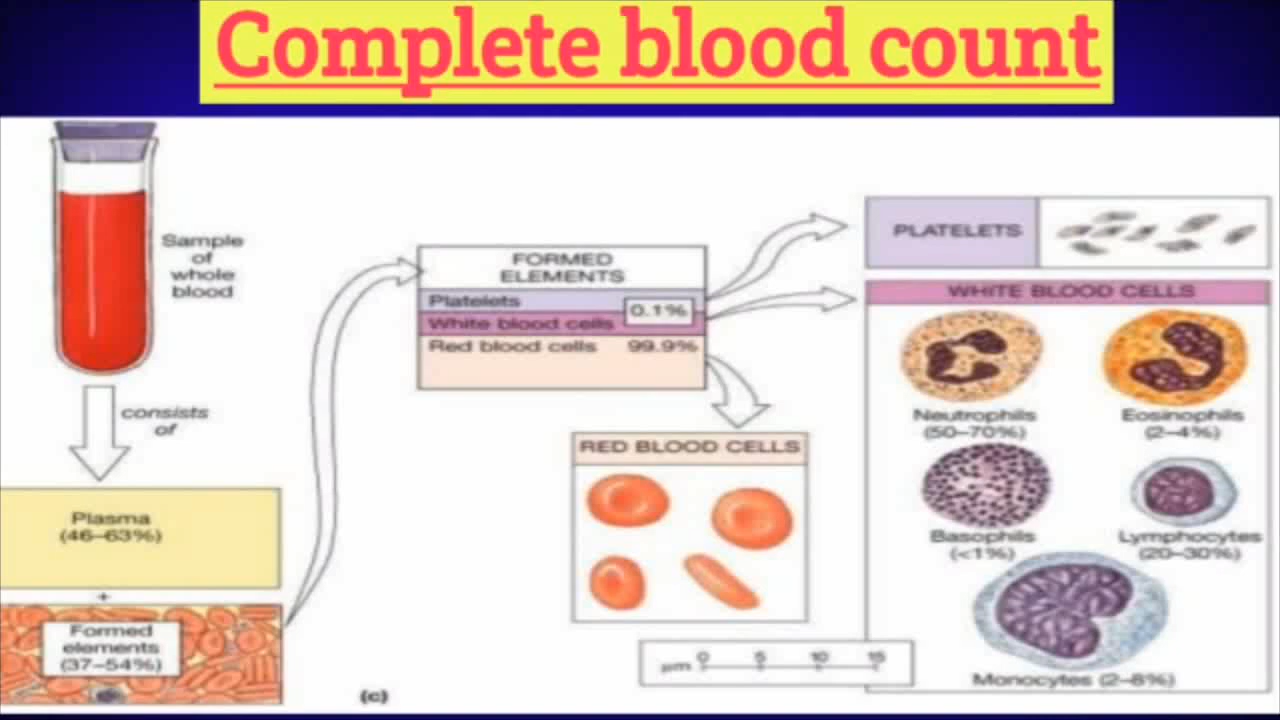 Complete blood count
Sample
of
whole
blood
consists
of
Plasma
(46–63%)
+
Formed
elements
(37–54%)
(c)
FORMED
ELEMENTS
Platelets
0.1%
White blood cells
Red blood cells 99.9%
RED BLOOD CELLS
µm 0 5 10 15
PLATELETS
WHITE BLOOD CELLS
Neutrophils
(50–70%)
Eosinophils
(2–4%)
Basophils
(<1%)
Lymphocytes
(20–30%)
Monocytes (2–8%)